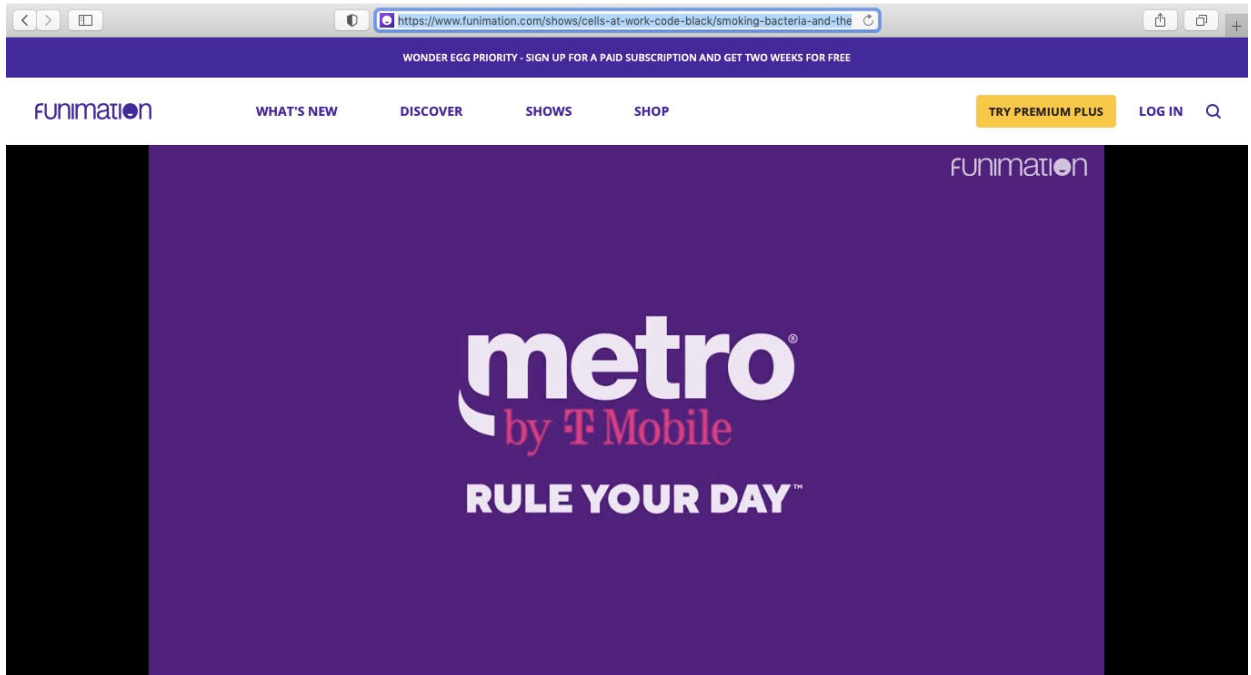 https://www.funimation.com/shows/cells-at-work-code-black/smoking-bacteria-and-the
WONDER EGG PRIORITY - SIGN UP FOR A PAID SUBSCRIPTION AND GET TWO WEEKS FOR FREE
FUNIMATION WHAT'S NEW DISCOVER SHOWS SHOP TRY PREMIUM PLUS LOG IN
FUNIMATION
metro®
by T Mobile
RULE YOUR DAY™